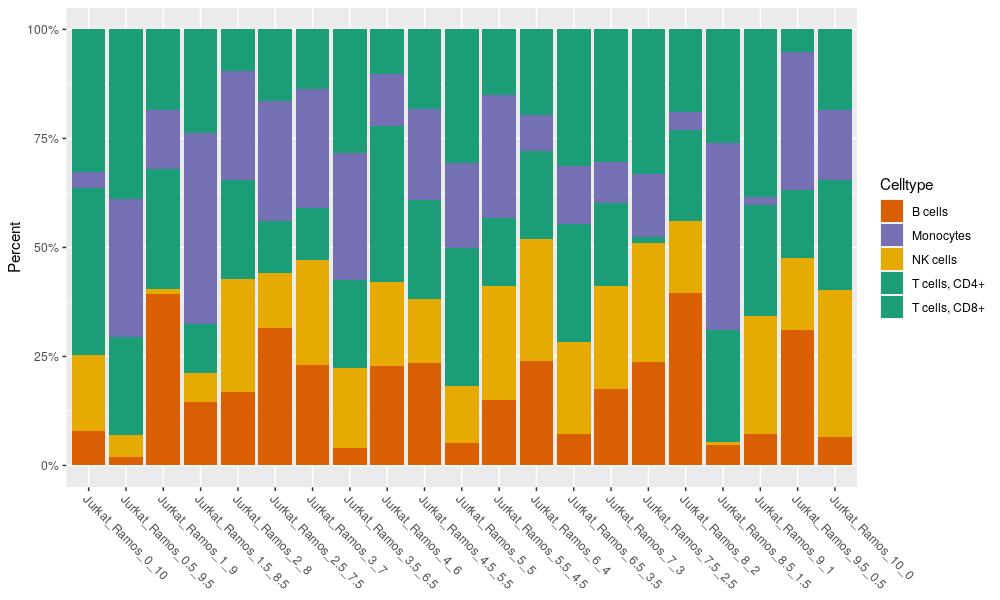 100%
75%
50%
25%
0%
Percent
Jurkat_Ramos_0_10
Jurkat_Ramos_0.5_9.5
Jurkat_Ramos_1_9
Jurkat_Ramos_1.5_8.5
Jurkat_Ramos_2_8
Jurkat_Ramos_2.5_7.5
Jurkat_Ramos_3_7
Jurkat_Ramos_3.5_6.5
Jurkat_Ramos_4_6
Jurkat_Ramos_4.5_5.5
Jurkat_Ramos_5_5
Jurkat_Ramos_5.5_4.5
Jurkat_Ramos_6_4
Jurkat_Ramos_6.5_3.5
Jurkat_Ramos_7_3
Jurkat_Ramos_7.5_2.5
Jurkat_Ramos_8_2
Jurkat_Ramos_8.5_1.5
Jurkat_Ramos_9_1
Jurkat_Ramos_9.5_0.5
Jurkat_Ramos_10_0
Celltype
B cells
Monocytes
NK cells
T cells, CD4+
T cells, CD8+